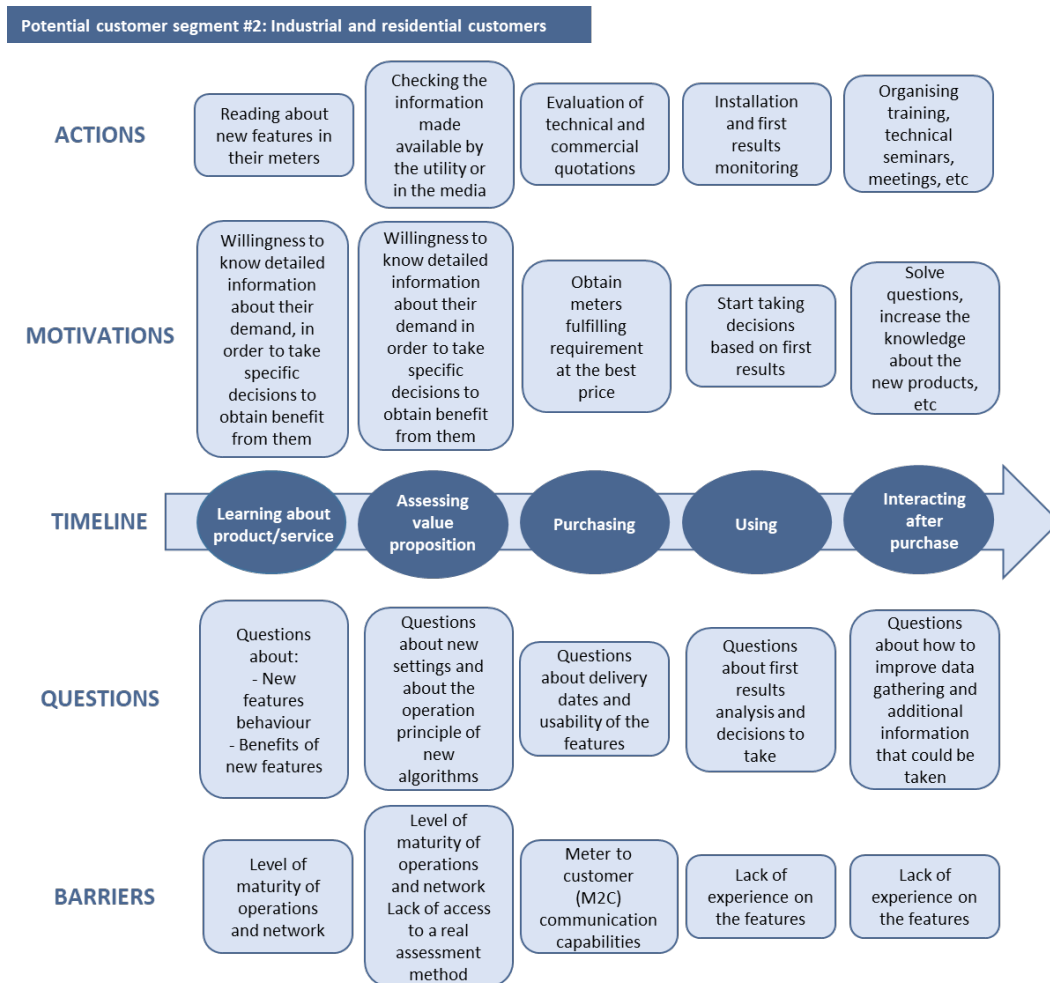 Potential customer segment #2: Industrial and residential customers
ACTIONS
Reading about
new features in
their meters
Checking the
information
made
available by
the utility or
in the media
Evaluation of
technical and
commercial
quotations
Installation
and first
results
monitoring
Organising
training,
technical
seminars,
meetings, etc
MOTIVATIONS
Willingness to
know detailed
information
about their
demand, in
order to take
specific
decisions to
obtain benefit
from them
Willingness to
know detailed
information
about their
demand in
order to take
specific
decisions to
obtain benefit
from them
Obtain
meters
fulfilling
requirement
at the best
price
Start taking
decisions
based on first
results
Solve
questions,
increase the
knowledge
about the
new products,
etc
TIMELINE
Learning about
product/service
Assessing
value
proposition
Purchasing
Using
Interacting
after
purchase
QUESTIONS
Questions
about:
- New
features
behaviour
- Benefits of
new features
Questions
about new
settings and
about the
operation
principle of
new
algorithms
Questions
about delivery
dates and
usability of the
features
Questions
about first
results
analysis and
decisions to
take
Questions
about how to
improve data
gathering and
additional
information
that could be
taken
BARRIERS
Level of
maturity of
operations
and network
Level of
maturity of
operations
and network
Lack of access
to a real
assessment
method
Meter to
customer
(M2C)
communication
capabilities
Lack of
experience on
the features
Lack of
experience on
the features